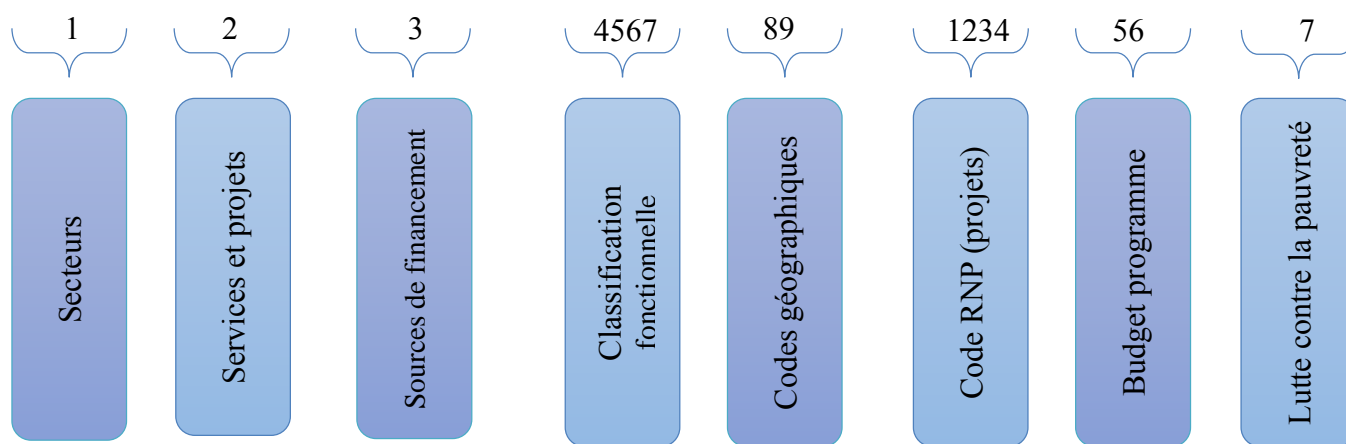 1 2 3 4567 89 1234 56 7
Secteurs
Services et projets
Sources de financement
Classification
fonctionnelle
Codes géographiques
Code RNP (projets)
Budget programme
Lutte contre la pauvreté